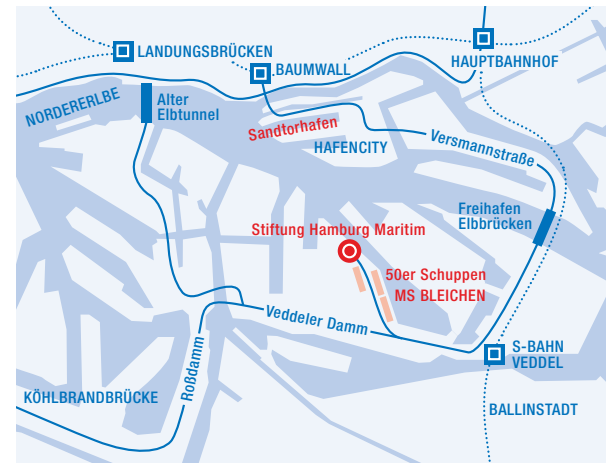 LANDUNGSBRÜCKEN
HAUPTBAHNHOF
BAUMWALL
NORDERERLBE
Alter
Elbtunnel
Sandtorhafen
HAFENCITY
Versmannstraße
Freihafen
Elbbrücken
Stiftung Hamburg Maritim
50er Schuppen
MS BLEICHEN
Veddeler Damm
S-BAHN
VEDDEL
Roßdamm
KÖHLBRANDBRÜCKE
BALLINSTADT